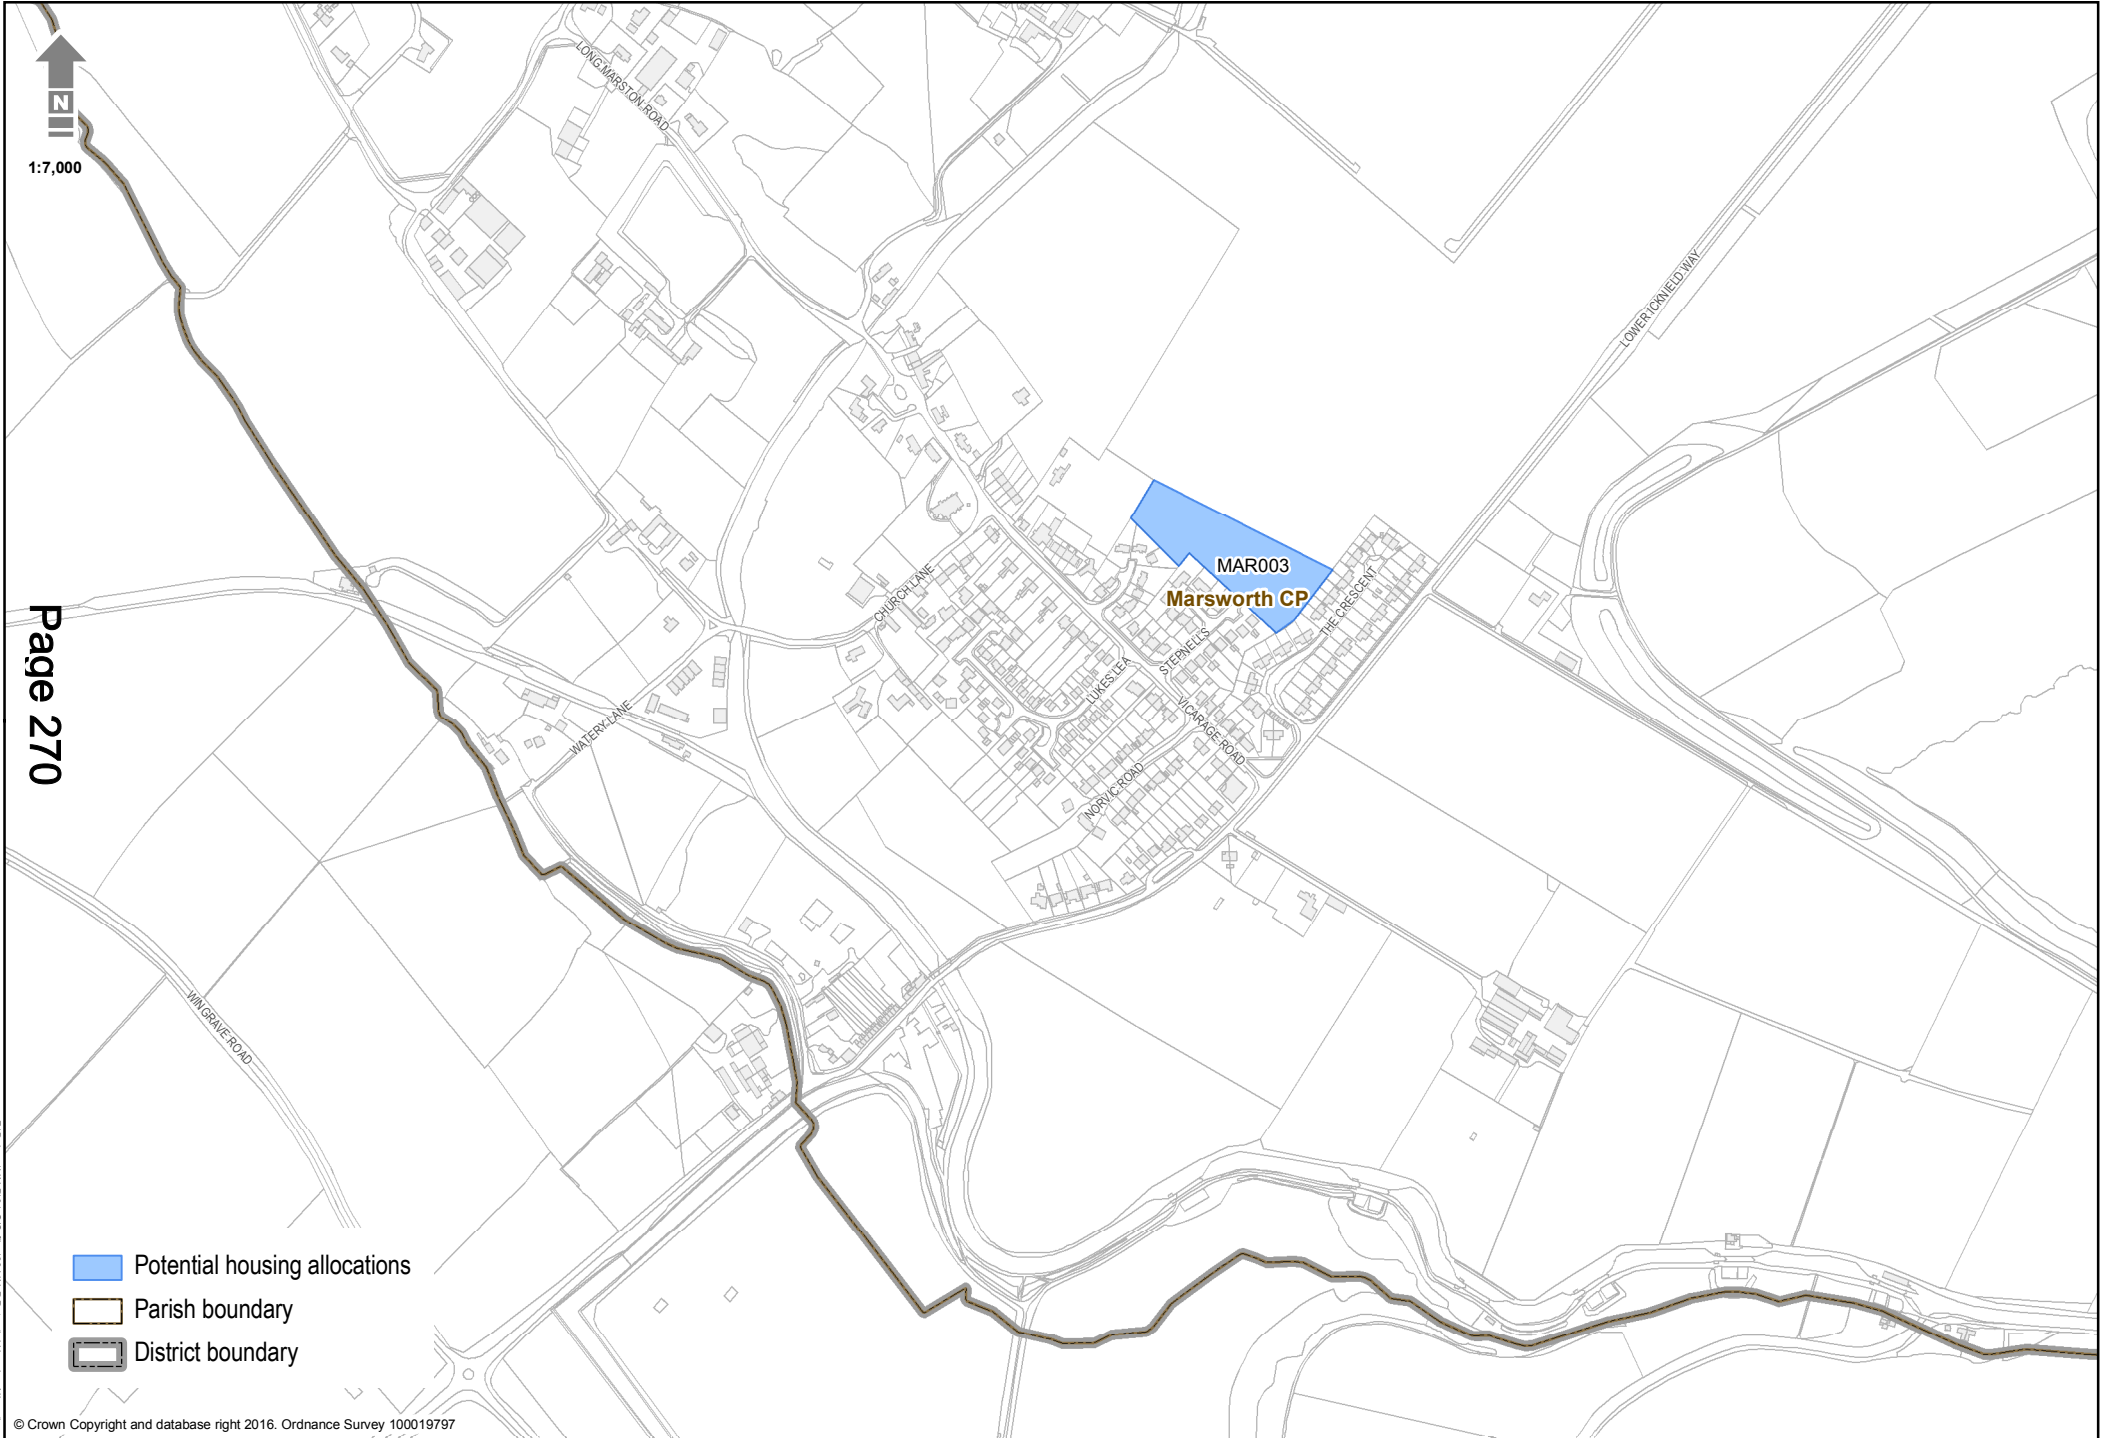 N
1:7,000
LONG MARSTON ROAD
LOWER ICKNIELD WAY
MAR003
Marsworth CP
CHURCH LANE
THE CRESCENT
STEPNELLS
LUKES LEA
VICARAGE ROAD
WATERY LANE
NORVIC ROAD
WINGRAVE ROAD
Page 270
Potential housing allocations
Parish boundary
District boundary
© Crown Copyright and database right 2016. Ordnance Survey 100019797